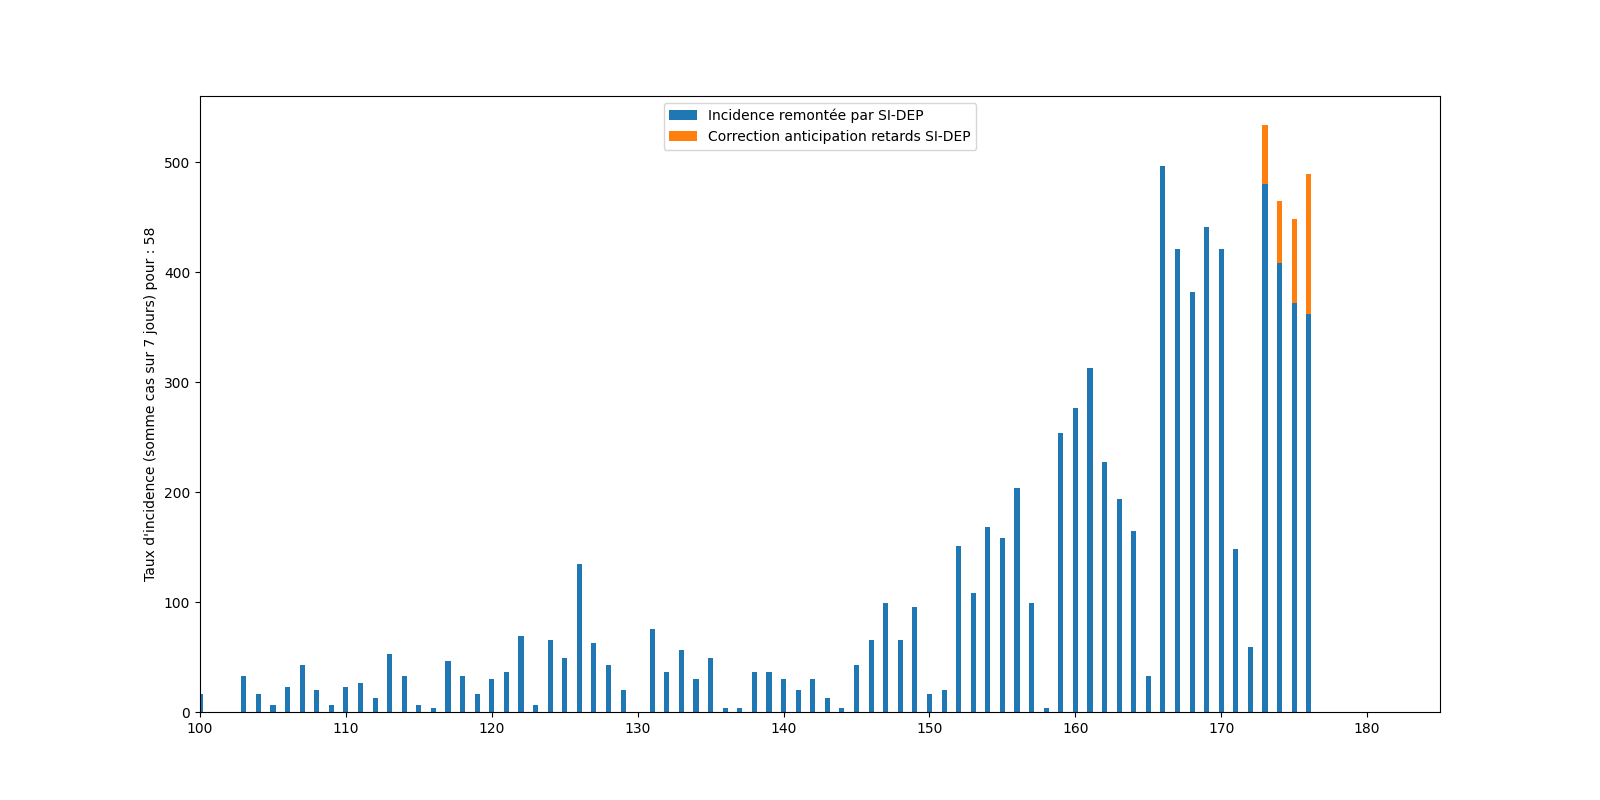 Incidence remontée par SI-DEP
Correction anticipation retards SI-DEP
Taux d'incidence (somme cas sur 7 jours) pour : 58
500
400
300
200
100
0
100 110 120 130 140 150 160 170 180